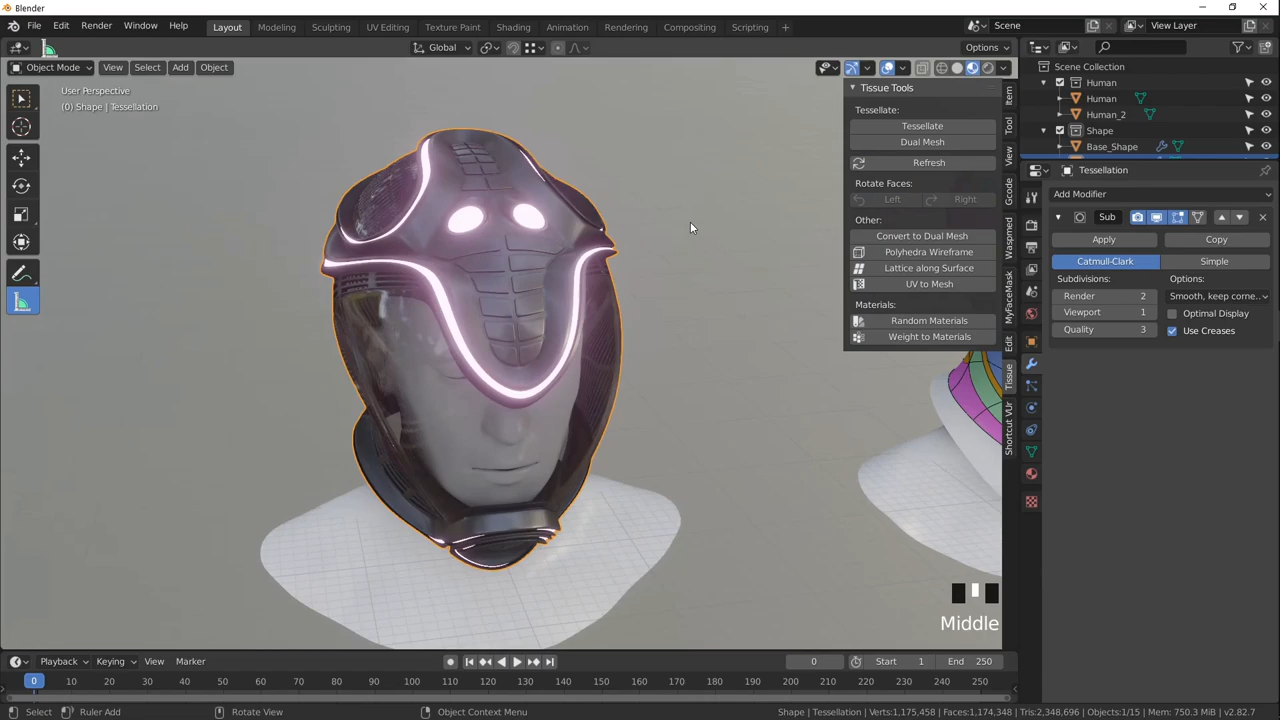 Blender
File Edit Render Window Help Layout Modeling Sculpting UV Editing Texture Paint Shading Animation Rendering Compositing Scripting + Scene View Layer
Global Options
Object Mode View Select Add Object
User Perspective
(0) Shape | Tessellation
Tissue Tools
Tessellate:
Tessellate
Dual Mesh
Refresh
Rotate Faces:
Left Right
Other:
Convert to Dual Mesh
Polyhedra Wireframe
Lattice along Surface
UV to Mesh
Materials:
Random Materials
Weight to Materials
Item
Tool
View
Gcode
Waspmed
MyFaceMask
Edit
Tissue
Shortcut VUr
Scene Collection
Human
Human
Human_2
Shape
Base_Shape
Tessellation
Add Modifier
Sub
Apply Copy
Catmull-Clark Simple
Subdivisions: Options:
Render 2 Smooth, keep corne..
Viewport 1 Optimal Display
Quality 3 Use Creases
Middle
Playback Keying View Marker 0 Start 1 End 250
0 10 20 30 40 50 60 70 80 90 100 110 120 130 140 150 160 170 180 190 200 210 220 230 240 250
Select Ruler Add Rotate View Object Context Menu Shape | Tessellation Verts:1,175,458 | Faces:1,174,348 | Tris:2,348,696 | Objects:1/15 | Mem: 750.3 MiB | v2.82.7